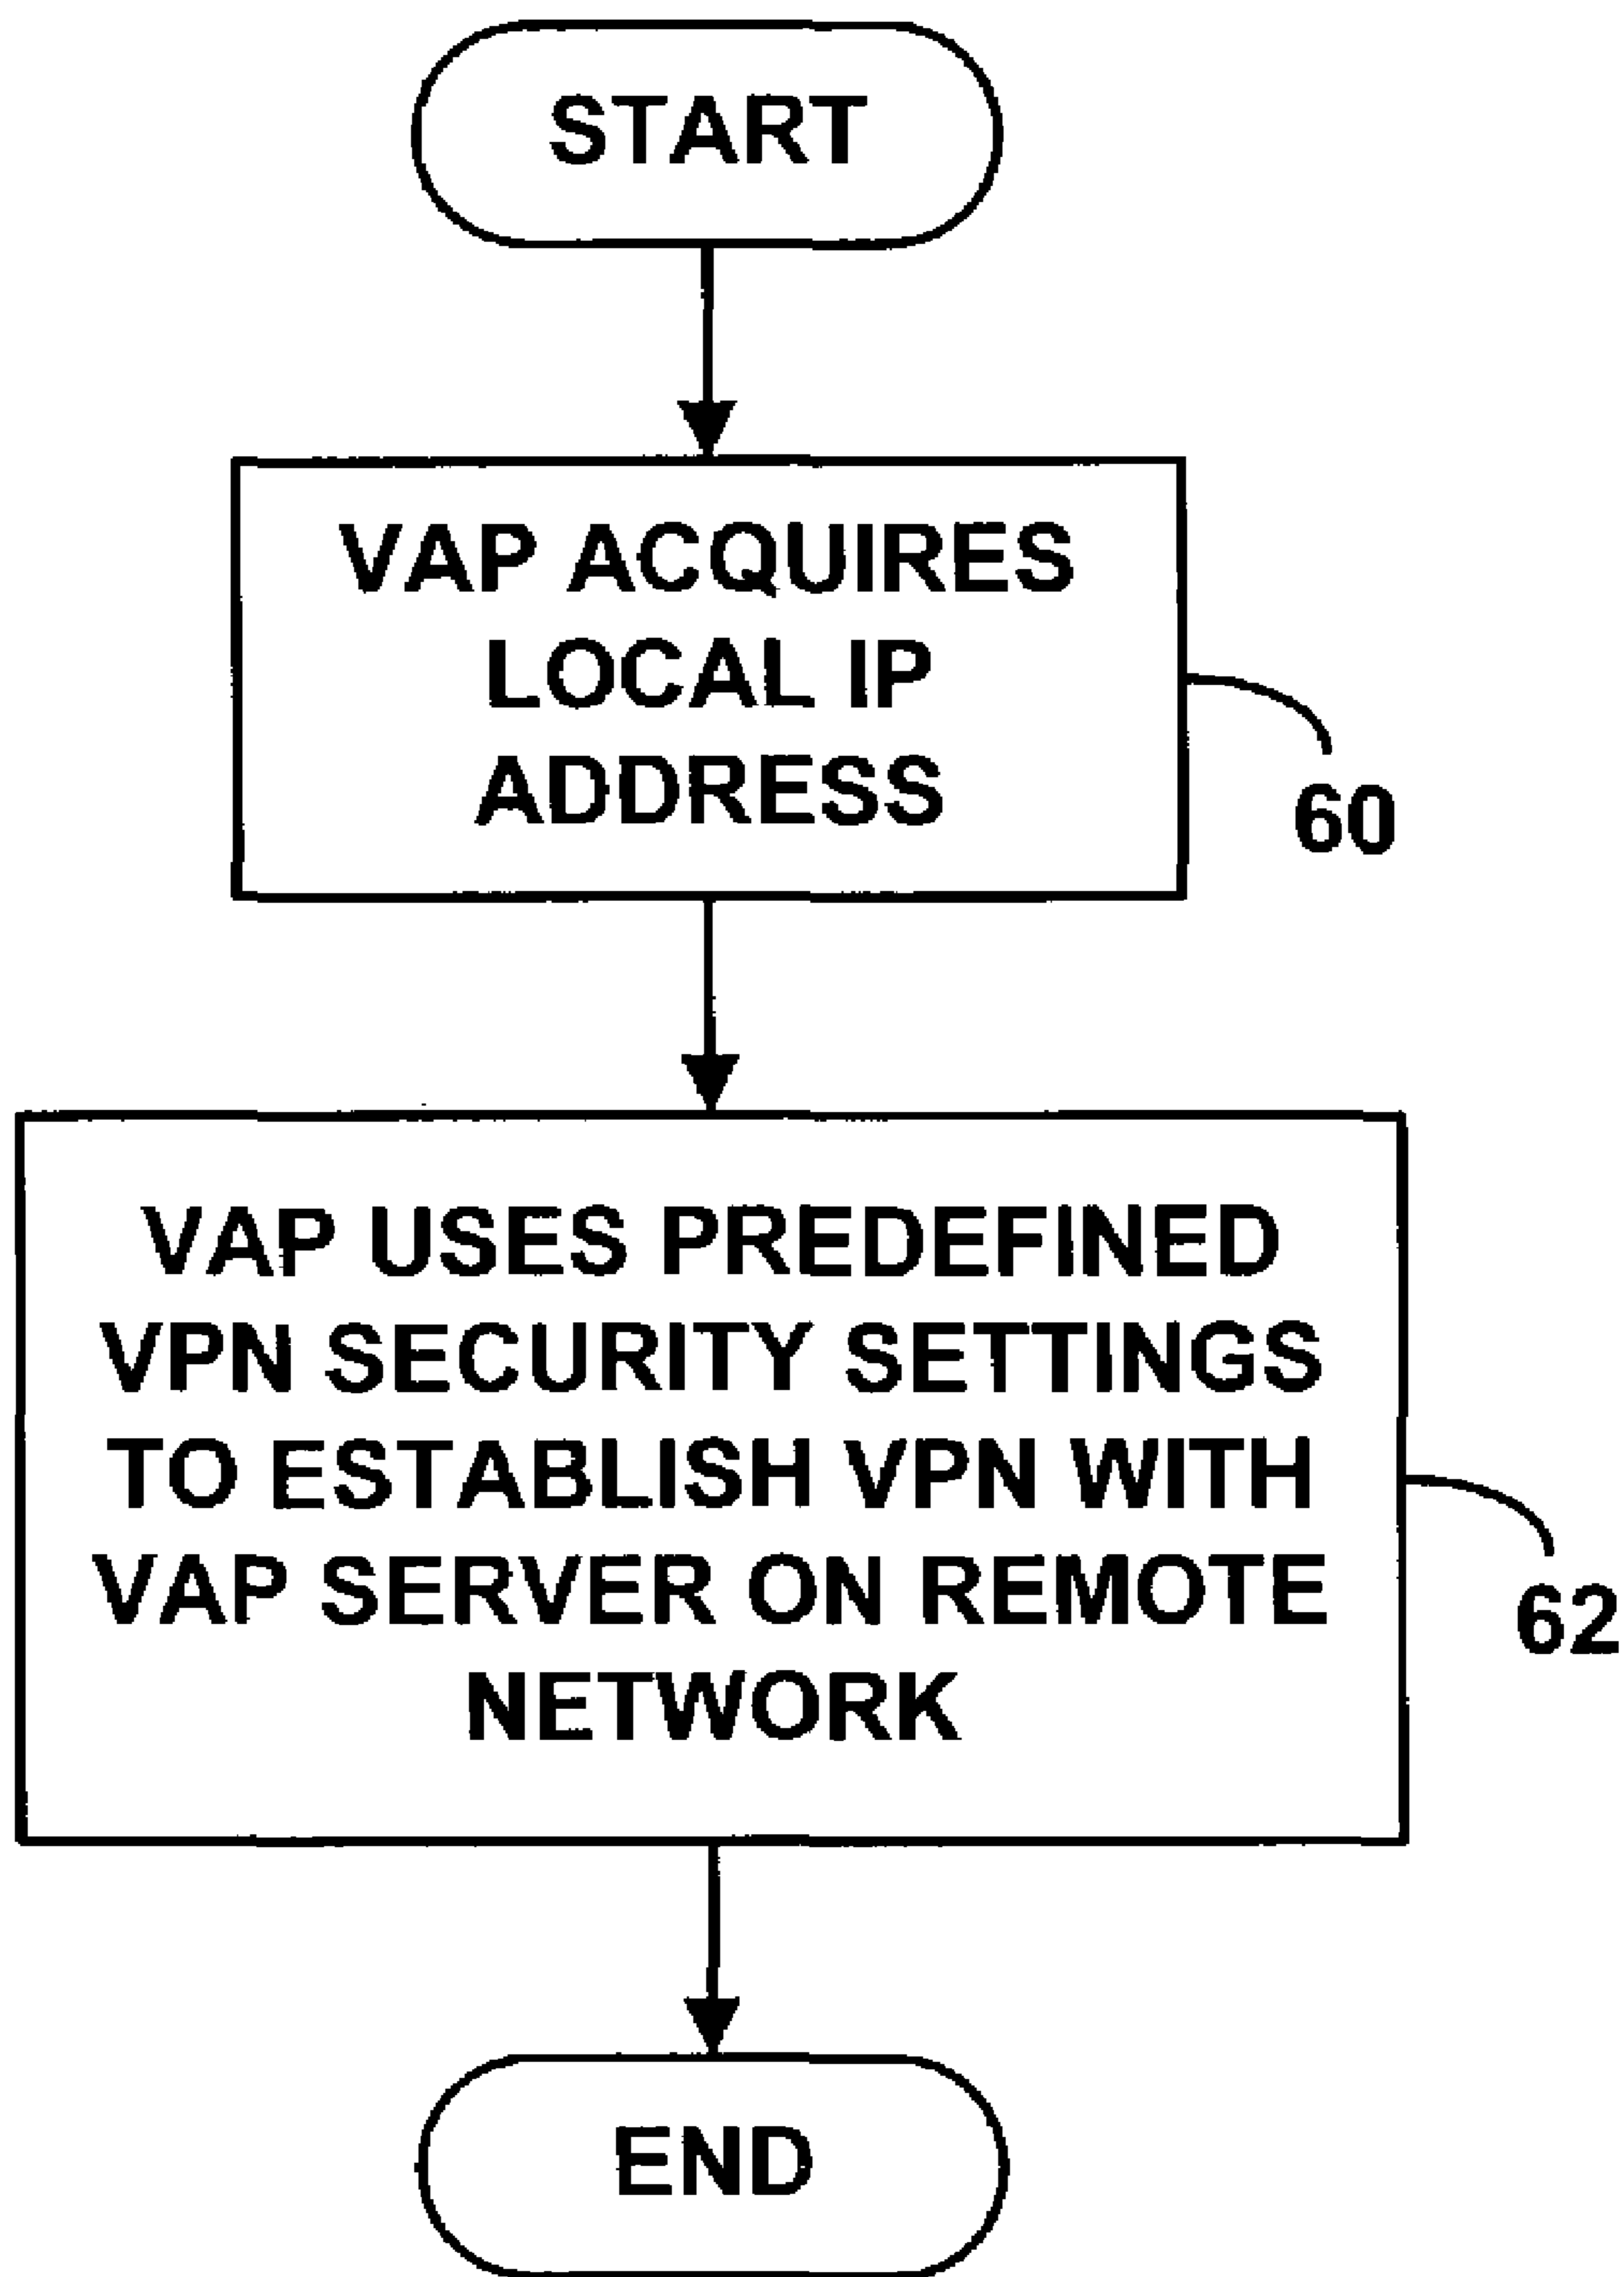 START
VAP ACQUIRES
LOCAL IP
ADDRESS
60
VAP USES PREDEFINED
VPN SECURITY SETTINGS
TO ESTABLISH VPN WITH
VAP SERVER ON REMOTE
NETWORK
62
END